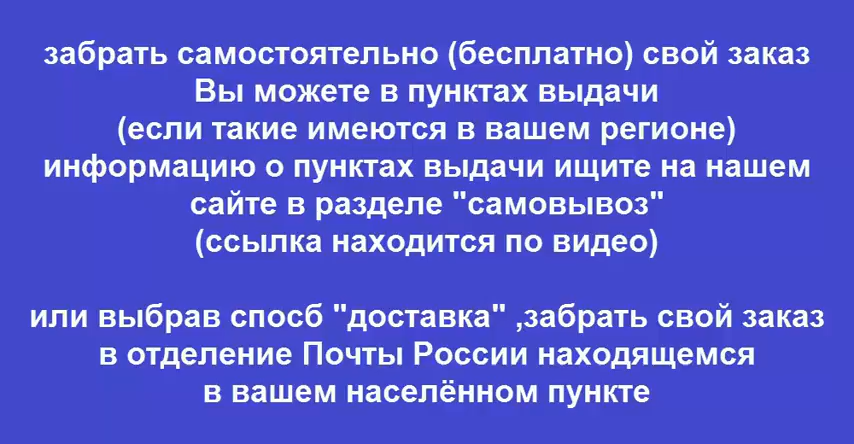 забрать самостоятельно (бесплатно) свой заказ
Вы можете в пунктах выдачи
(если такие имеются в вашем регионе)
информацию о пунктах выдачи ищите на нашем
сайте в разделе "самовывоз"
(ссылка находится по видео)
или выбрав спосб "доставка" ,забрать свой заказ
в отделение Почты России находящемся
в вашем населённом пункте